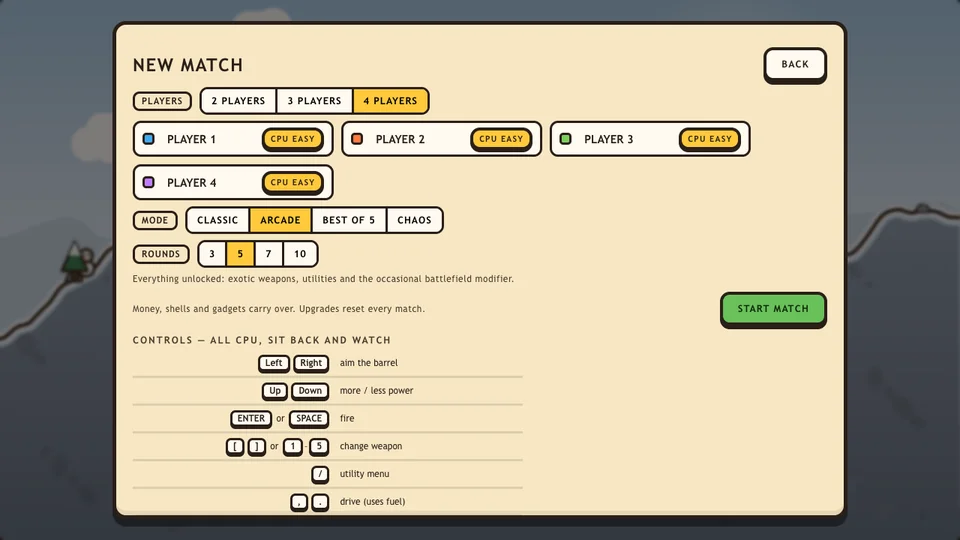 NEW MATCH
BACK
PLAYERS 2 PLAYERS 3 PLAYERS 4 PLAYERS
PLAYER 1 CPU EASY PLAYER 2 CPU EASY PLAYER 3 CPU EASY
PLAYER 4 CPU EASY
MODE CLASSIC ARCADE BEST OF 5 CHAOS
ROUNDS 3 5 7 10
Everything unlocked: exotic weapons, utilities and the occasional battlefield modifier.
Money, shells and gadgets carry over. Upgrades reset every match.
START MATCH
CONTROLS — ALL CPU, SIT BACK AND WATCH
Left Right aim the barrel
Up Down more / less power
ENTER or SPACE fire
[ ] or 1 - 5 change weapon
/ utility menu
, . drive (uses fuel)